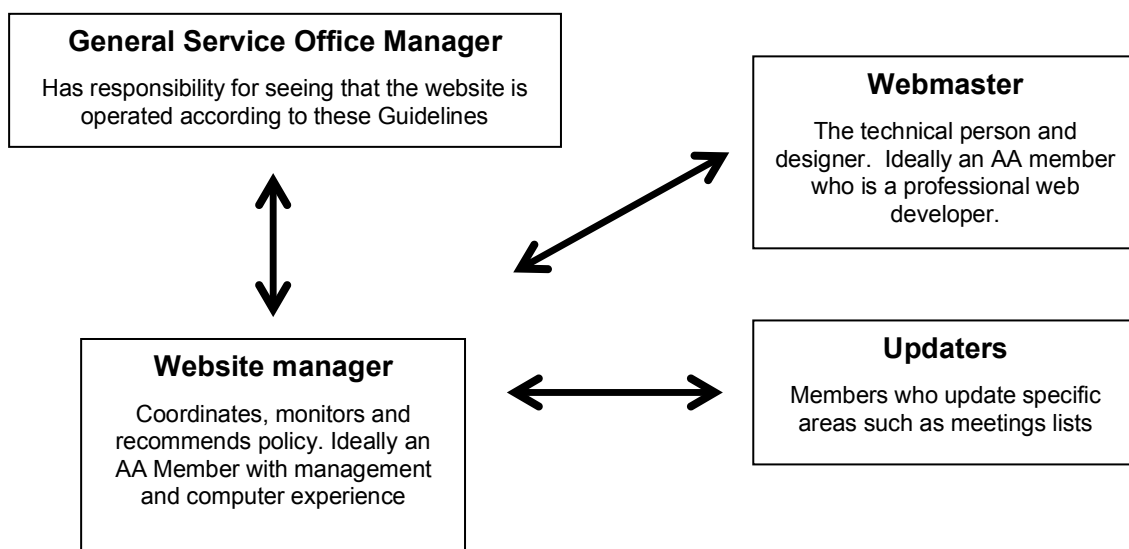 General Service Office Manager
Has responsibility for seeing that the website is
operated according to these Guidelines
Webmaster
The technical person and
designer. Ideally an AA member
who is a professional web
developer.
Website manager
Coordinates, monitors and
recommends policy. Ideally an
AA Member with management
and computer experience
Updaters
Members who update specific
areas such as meetings lists